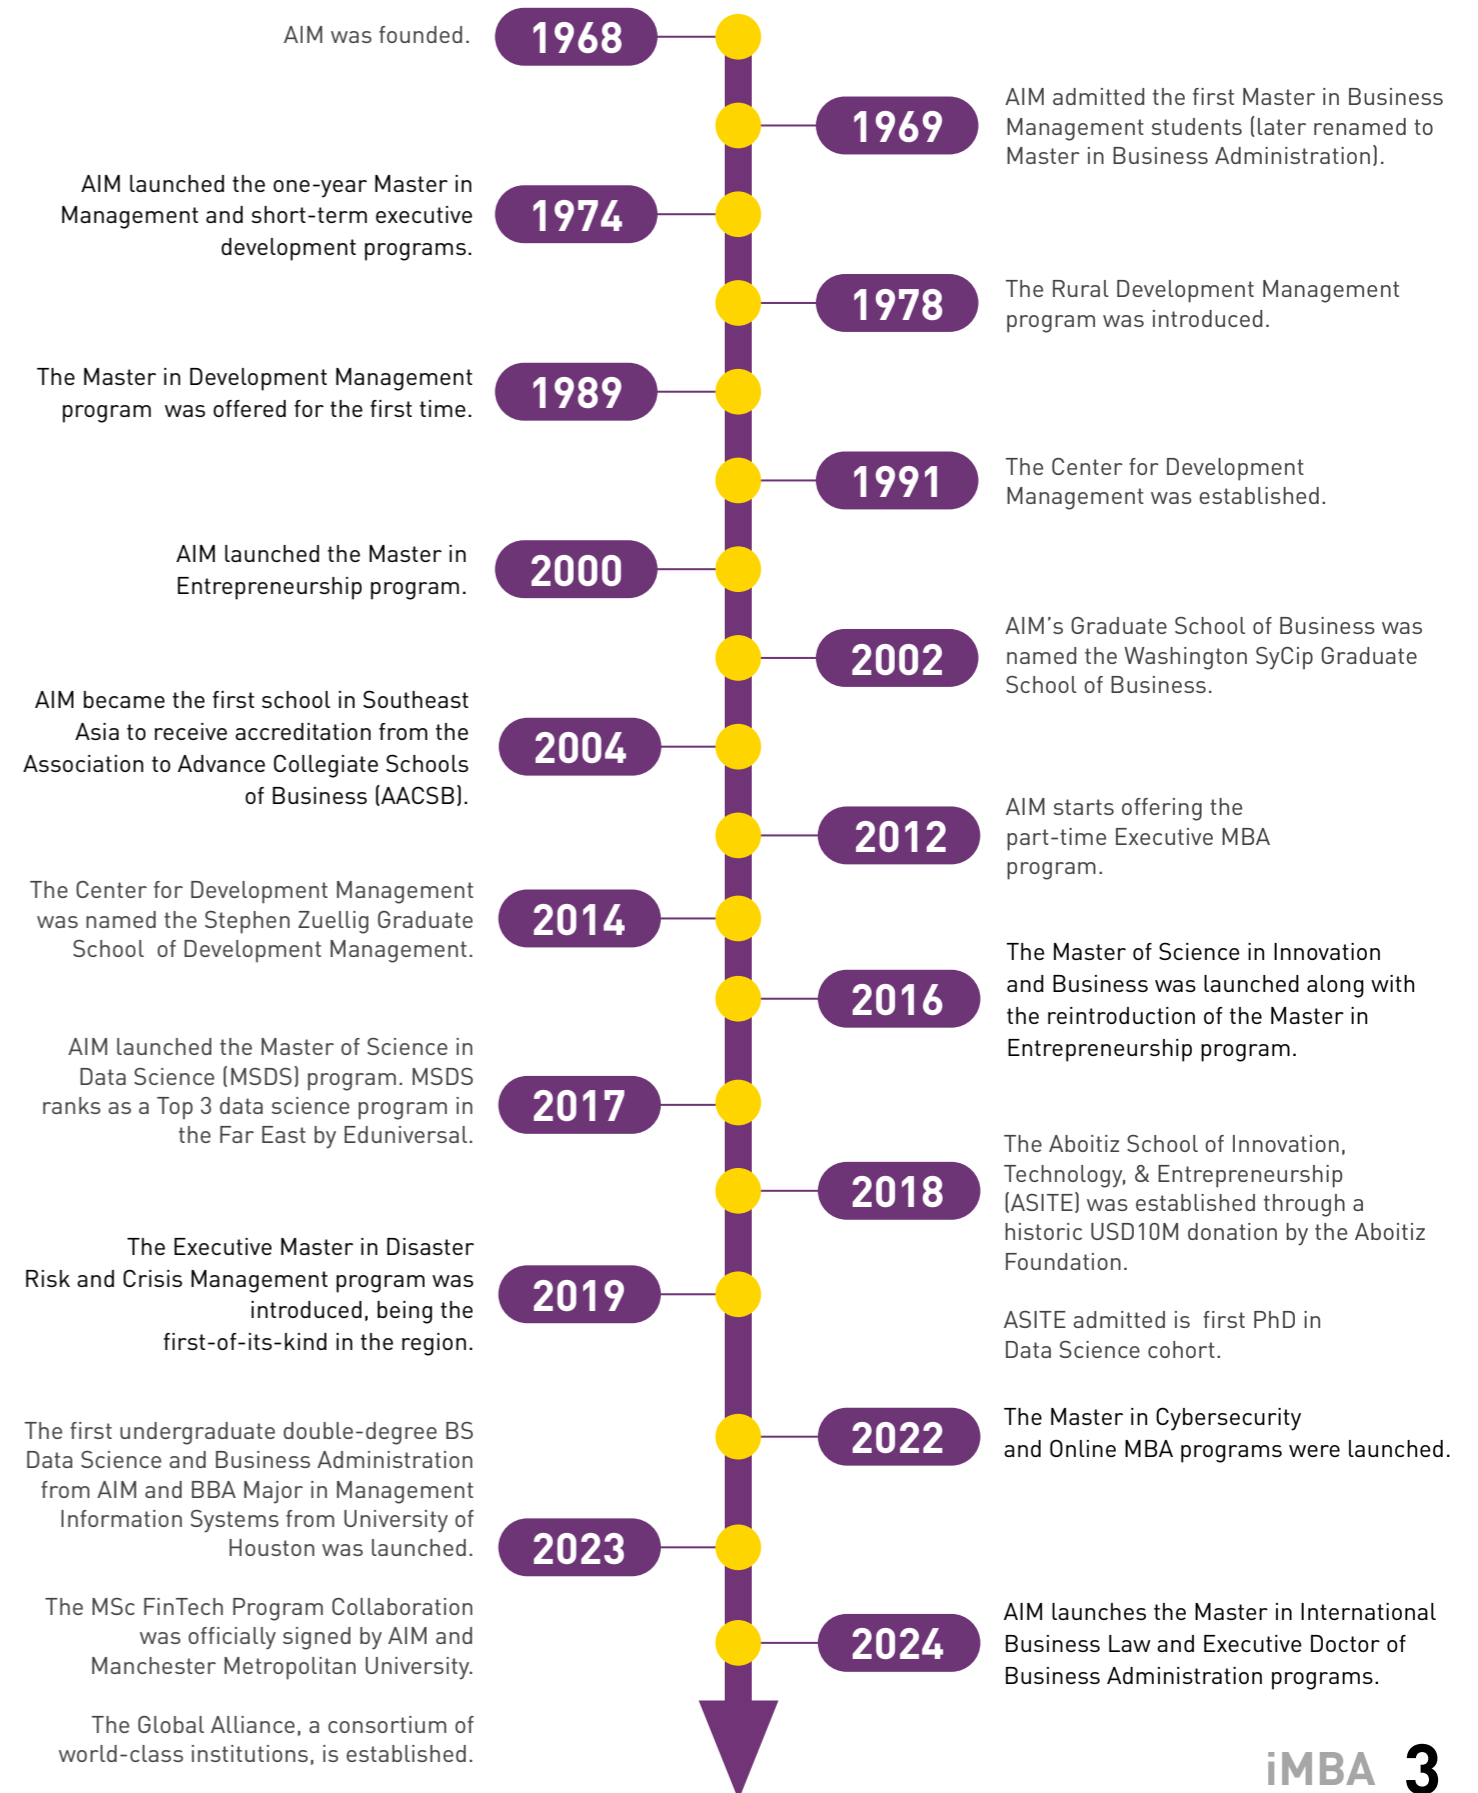 AIM was founded.
1968
1969
AIM admitted the first Master in Business
Management students (later renamed to
Master in Business Administration).
AIM launched the one-year Master in
Management and short-term executive
development programs.
1974
1978
The Rural Development Management
program was introduced.
The Master in Development Management
program was offered for the first time.
1989
1991
The Center for Development
Management was established.
AIM launched the Master in
Entrepreneurship program.
2000
2002
AIM's Graduate School of Business was
named the Washington SyCip Graduate
School of Business.
AIM became the first school in Southeast
Asia to receive accreditation from the
Association to Advance Collegiate Schools
of Business (AACSB).
2004
2012
AIM starts offering the
part-time Executive MBA
program.
The Center for Development Management
was named the Stephen Zuellig Graduate
School of Development Management.
2014
2016
The Master of Science in Innovation
and Business was launched along with
the reintroduction of the Master in
Entrepreneurship program.
AIM launched the Master of Science in
Data Science (MSDS) program. MSDS
ranks as a Top 3 data science program in
the Far East by Eduniversal.
2017
2018
The Aboitiz School of Innovation,
Technology, & Entrepreneurship
(ASITE) was established through a
historic USD10M donation by the Aboitiz
Foundation.
ASITE admitted is first PhD in
Data Science cohort.
The Executive Master in Disaster
Risk and Crisis Management program was
introduced, being the
first-of-its-kind in the region.
2019
2022
The Master in Cybersecurity
and Online MBA programs were launched.
The first undergraduate double-degree BS
Data Science and Business Administration
from AIM and BBA Major in Management
Information Systems from University of
Houston was launched.
2023
The MSc FinTech Program Collaboration
was officially signed by AIM and
Manchester Metropolitan University.
The Global Alliance, a consortium of
world-class institutions, is established.
2024
AIM launches the Master in International
Business Law and Executive Doctor of
Business Administration programs.
iMBA 3